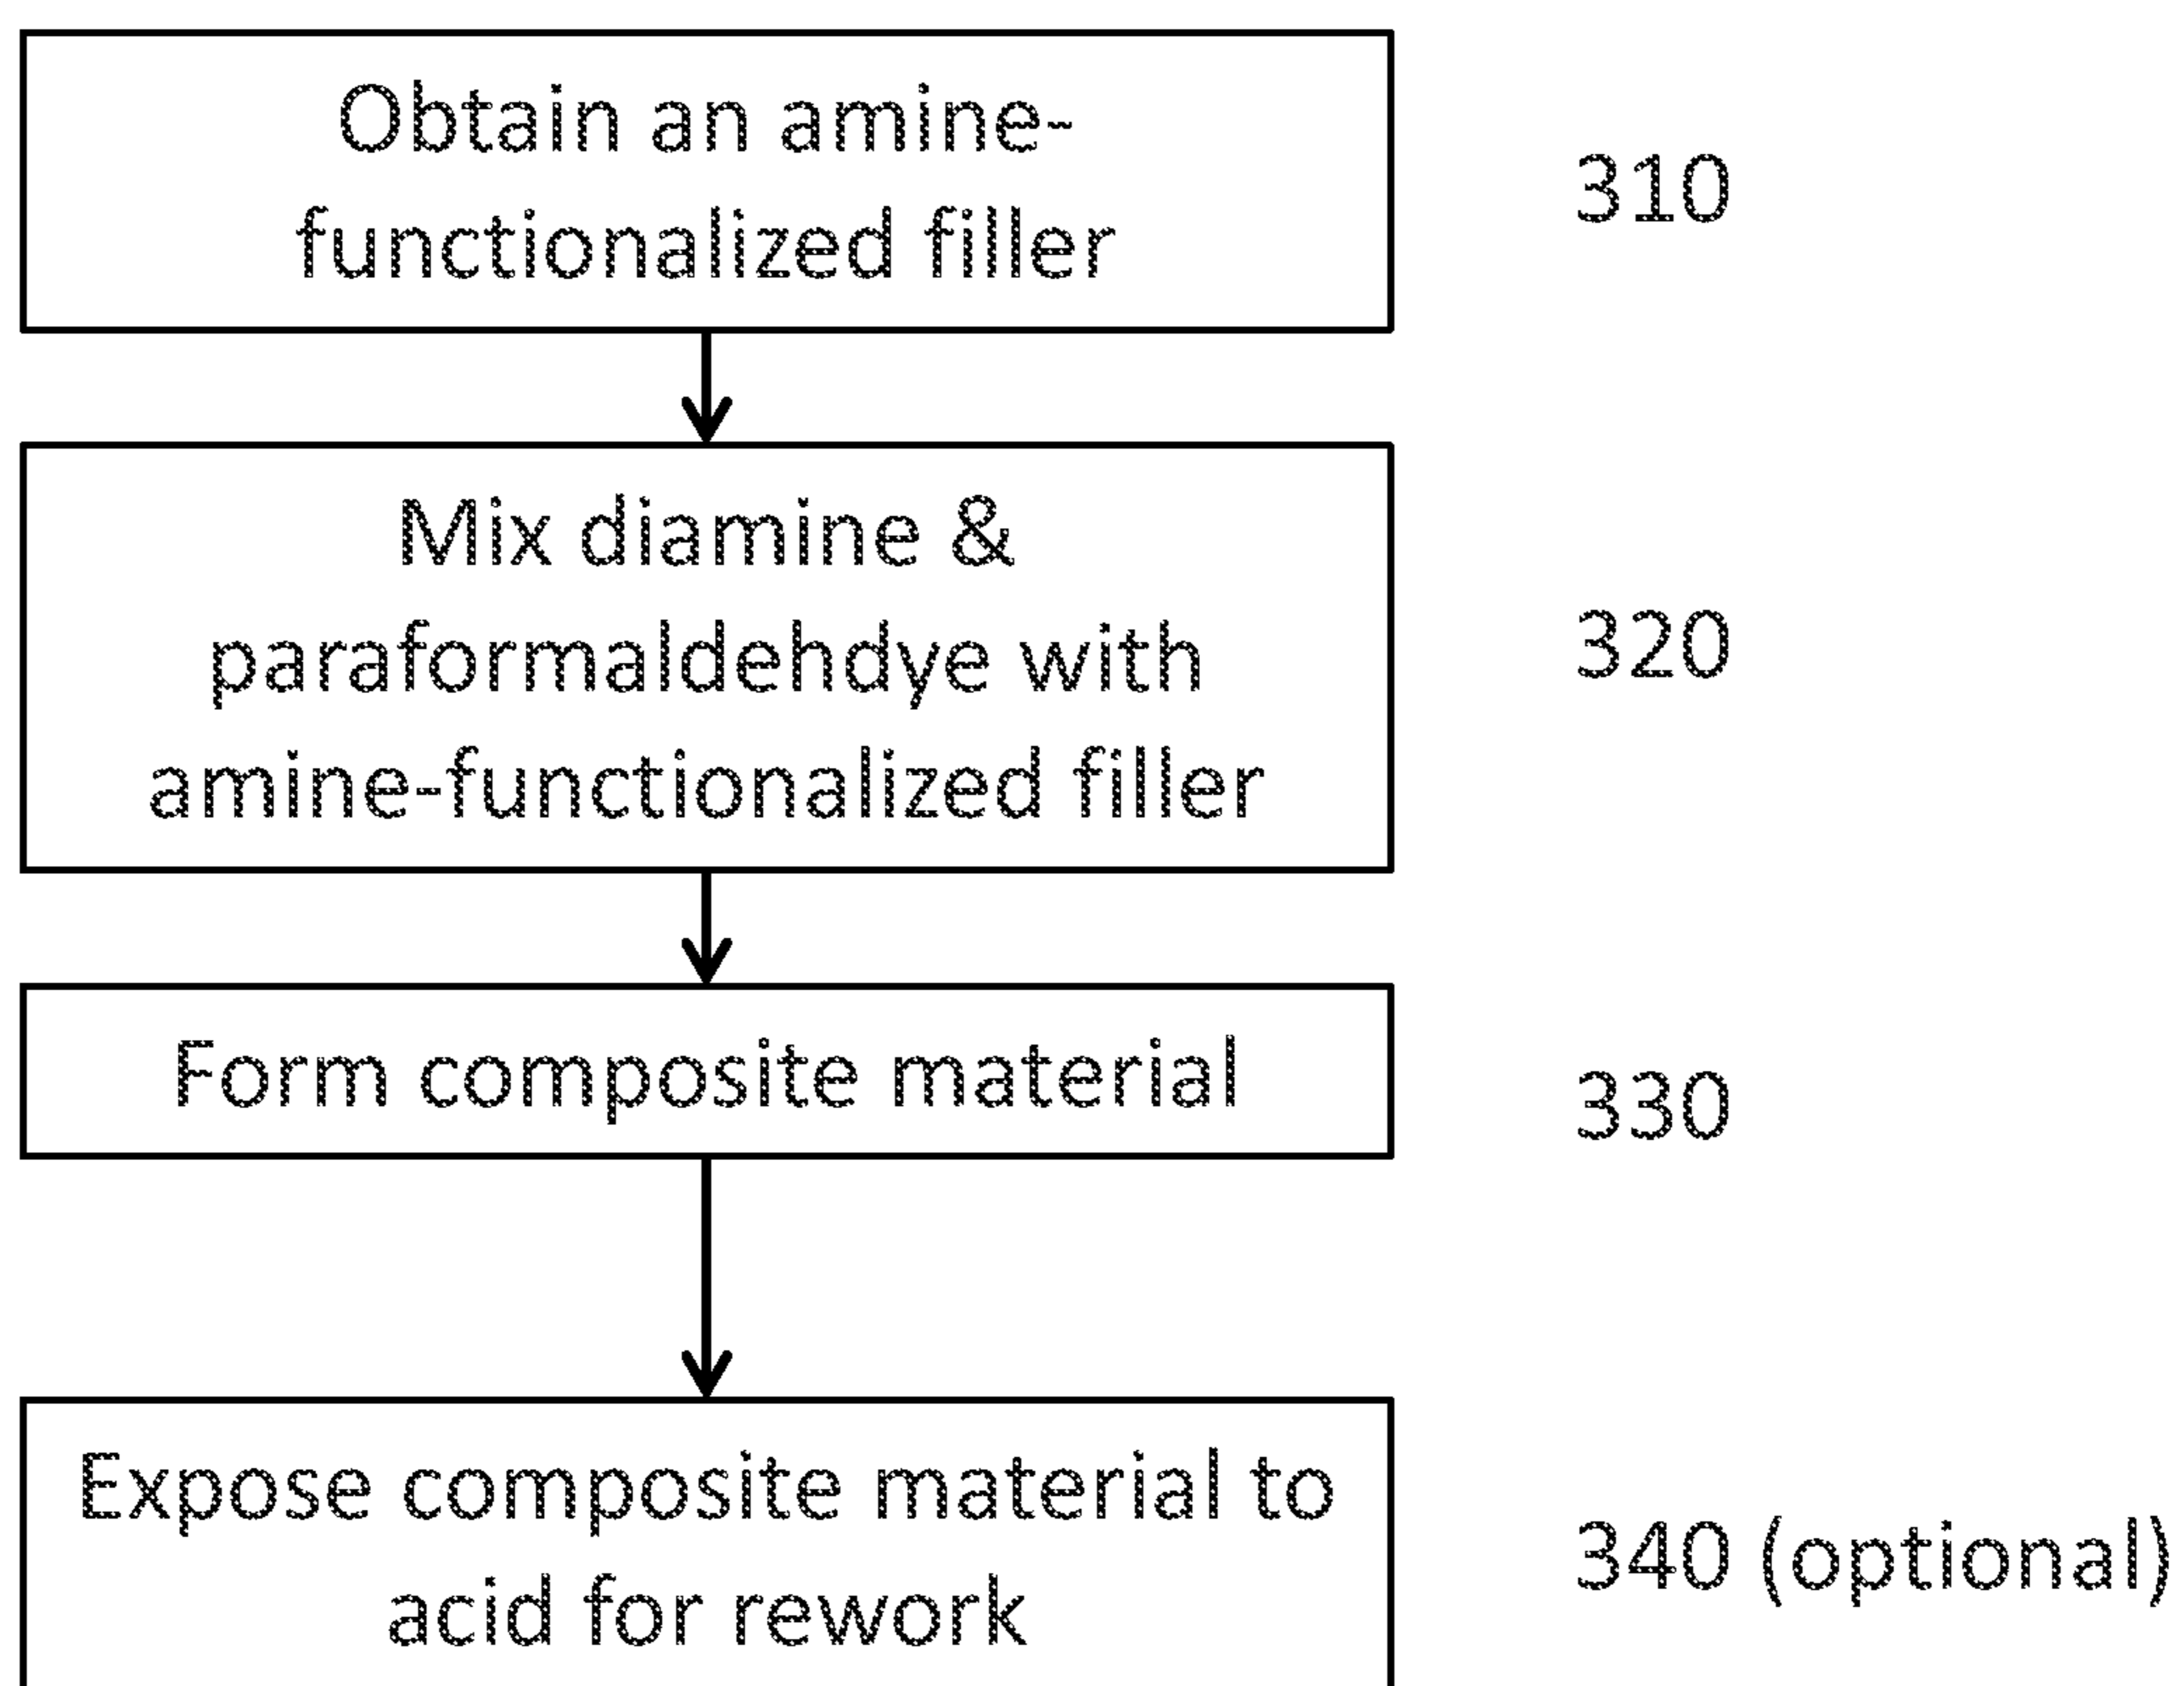 Obtain an amine-
functionalized filler
310
Mix diamine &
paraformaldehdye with
amine-functionalized filler
320
Form composite material
330
Expose composite material to
acid for rework
340 (optional)